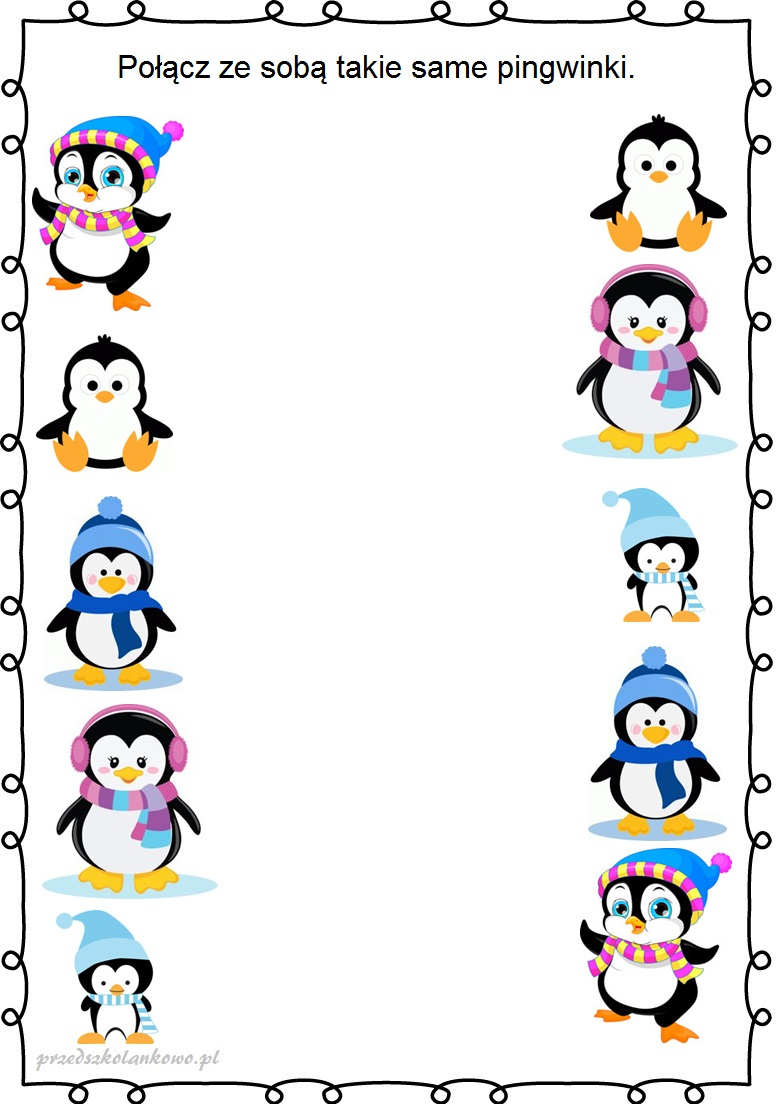 Połącz ze sobą takie same pingwinki.
przedszkolankowo.pl